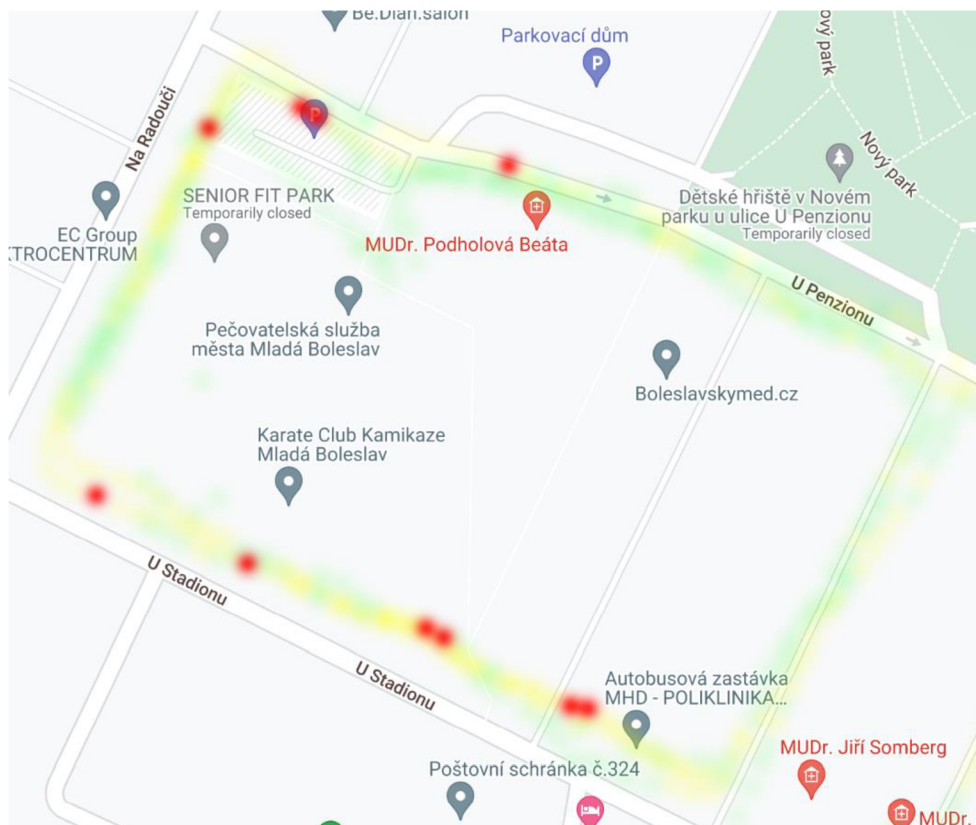 Be.Dian.salon
Parkovací dům
P
P
ový park
Nový park
Na Radouči
SENIOR FIT PARK
Temporarily closed
Dětské hřiště v Novém
parku u ulice U Penzionu
Temporarily closed
EC Group
KTROCENTRUM
MUDr. Podholová Beáta
U Penzionu
Pečovatelská služba
města Mladá Boleslav
Boleslavskymed.cz
Karate Club Kamikaze
Mladá Boleslav
U Stadionu
U Stadionu
Autobusová zastávka
MHD - POLIKLINIKA...
MUDr. Jiří Somberg
Poštovní schránka č.324
MUDr.